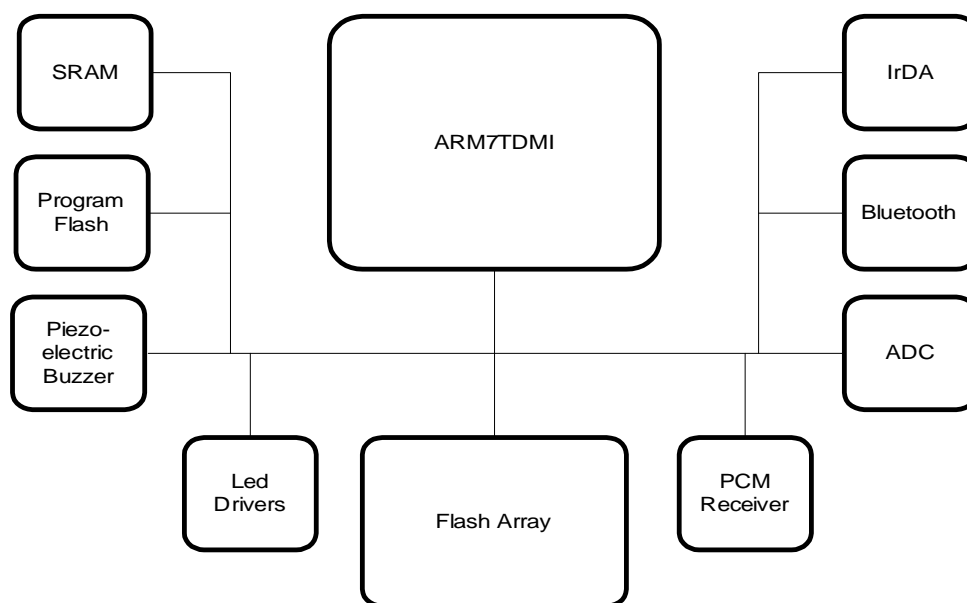 SRAM
ARM7TDMI
IrDA
Program
Flash
Bluetooth
Piezo-
electric
Buzzer
ADC
Led
Drivers
Flash Array
PCM
Receiver